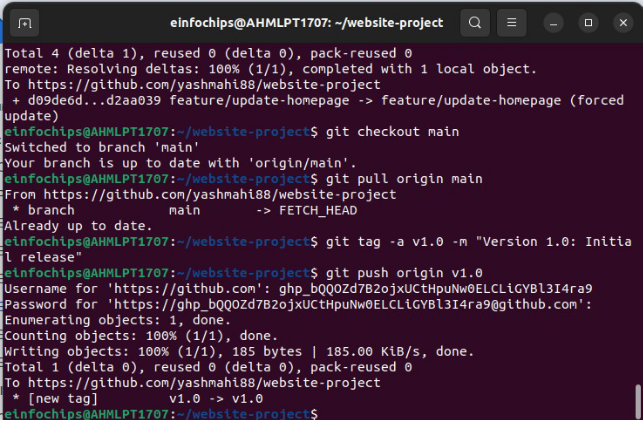 einfochips@AHMLPT1707: ~/website-project
Total 4 (delta 1), reused 0 (delta 0), pack-reused 0
remote: Resolving deltas: 100% (1/1), completed with 1 local object.
To https://github.com/yashmahi88/website-project
 + d09de6d...d2aa039 feature/update-homepage -> feature/update-homepage (forced
update)
einfochips@AHMLPT1707:~/website-project$ git checkout main
Switched to branch 'main'
Your branch is up to date with 'origin/main'.
einfochips@AHMLPT1707:~/website-project$ git pull origin main
From https://github.com/yashmahi88/website-project
 * branch            main       -> FETCH_HEAD
Already up to date.
einfochips@AHMLPT1707:~/website-project$ git tag -a v1.0 -m "Version 1.0: Initia
l release"
einfochips@AHMLPT1707:~/website-project$ git push origin v1.0
Username for 'https://github.com':
Password for 'https://@github.com':
Enumerating objects: 1, done.
Counting objects: 100% (1/1), done.
Writing objects: 100% (1/1), 185 bytes | 185.00 KiB/s, done.
Total 1 (delta 0), reused 0 (delta 0), pack-reused 0
To https://github.com/yashmahi88/website-project
 * [new tag]         v1.0 -> v1.0
einfochips@AHMLPT1707:~/website-project$